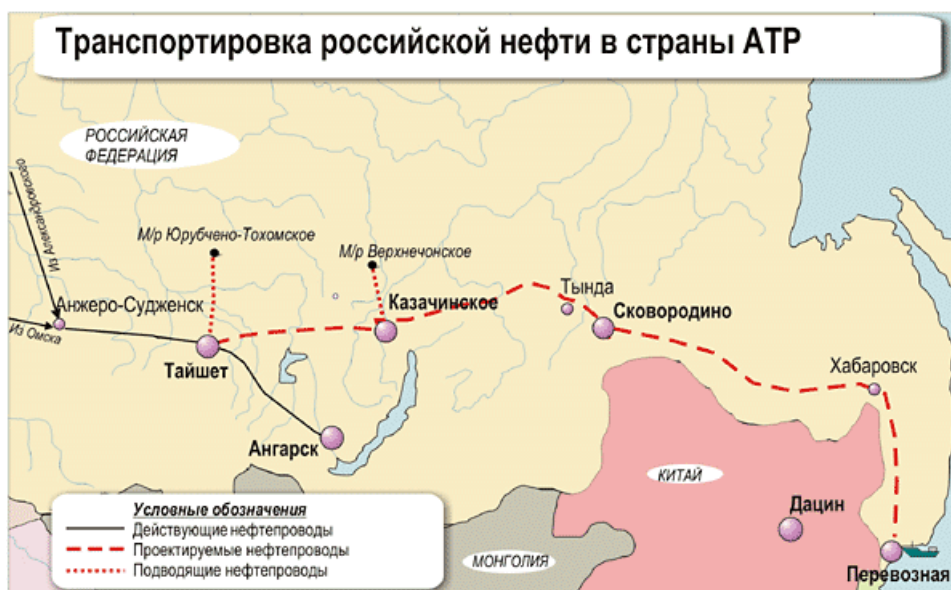 Транспортировка российской нефти в страны АТР
РОССИЙСКАЯ
ФЕДЕРАЦИЯ
Из Александровского
М/р Юрубчено-Тохомское
М/р Верхнечонское
Анжеро-Судженск
Из Омска
Казачинское
Тында
Сковородино
Тайшет
Хабаровск
Ангарск
КИТАЙ
Дацин
МОНГОЛИЯ
Перевозная
Условные обозначения
Действующие нефтепроводы
Проектируемые нефтепроводы
Подводящие нефтепроводы